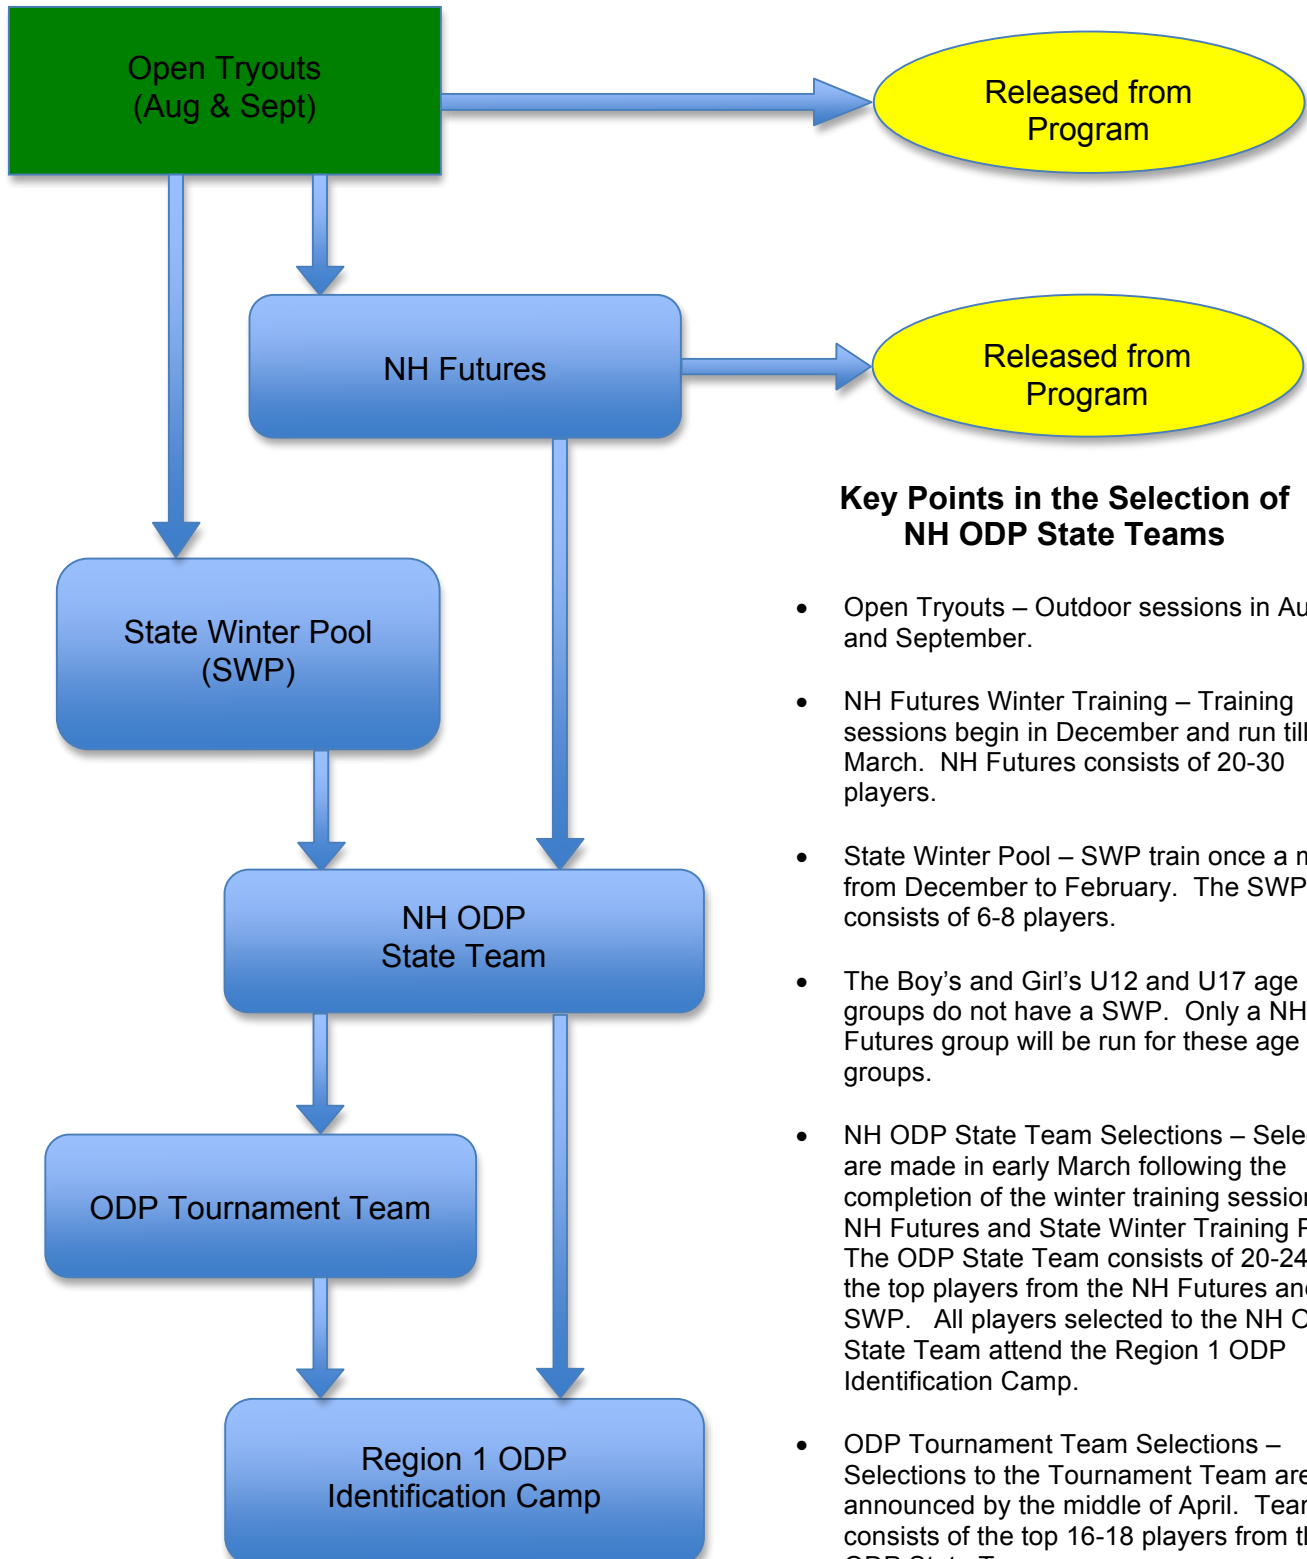 Open Tryouts
(Aug & Sept)
Released from
Program
NH Futures
Released from
Program
Key Points in the Selection of
NH ODP State Teams
• Open Tryouts – Outdoor sessions in
and September.
• NH Futures Winter Training – Training
sessions begin in December and run till
March. NH Futures consists of 20-30
players.
State Winter Pool
(SWP)
• State Winter Pool – SWP train once a
from December to February. The SWP
consists of 6-8 players.
NH ODP
State Team
• The Boy's and Girl's U12 and U17 age
groups do not have a SWP. Only a NH
Futures group will be run for these age
groups.
• NH ODP State Team Selections –
are made in early March following the
completion of the winter training
NH Futures and State Winter Training
The ODP State Team consists of 20-24
the top players from the NH Futures
SWP. All players selected to the NH
State Team attend the Region 1 ODP
Identification Camp.
ODP Tournament Team
• ODP Tournament Team Selections –
Selections to the Tournament Team are
announced by the middle of April.
consists of the top 16-18 players from
ODP State
Region 1 ODP
Identification Camp